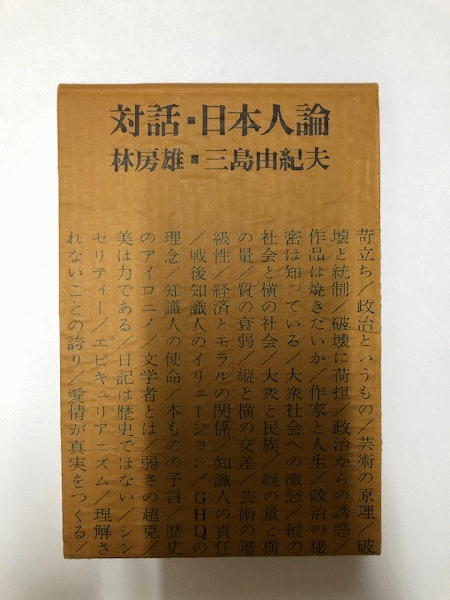 対話■日本人論
林房雄■三島由紀夫
苛立ち/政治というもの/芸術の原理/破
壊と統制/破壊に荷担/政治からの誘惑/
作品は焼きたいか/作家と人生/政治の秘
密は知っている/大衆社会への激怒/縦の
社会と横の社会/大衆と民族/縦の量と横
の量/質の衰弱/縦と横の交差/芸術の階
級性/経済とモラルの関係/知識人の責任
/戦後知識人のイリュージョン/GHQの
理念/知識人の使命/本ものの予言/歴史
のアイロニイ/文学者とは/弱さの超克/
美は力である/日記は歴史ではない/シン
セリティー/エピキュリアニズム/理解さ
れないことの誇り/愛情が真実をつくる/